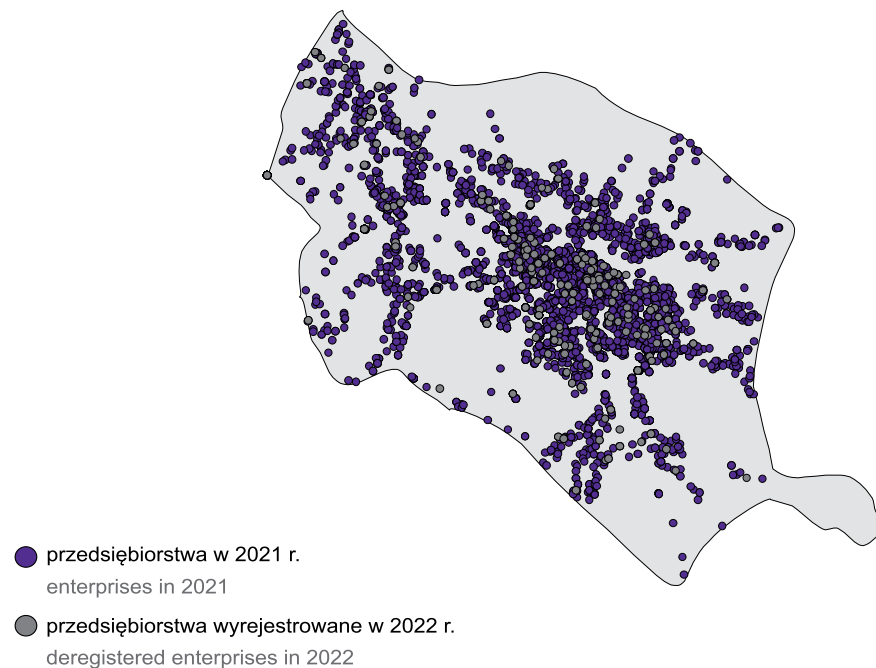 przedsiębiorstwa w 2021 r.
enterprises in 2021
przedsiębiorstwa wyrejestrowane w 2022 r.
deregistered enterprises in 2022